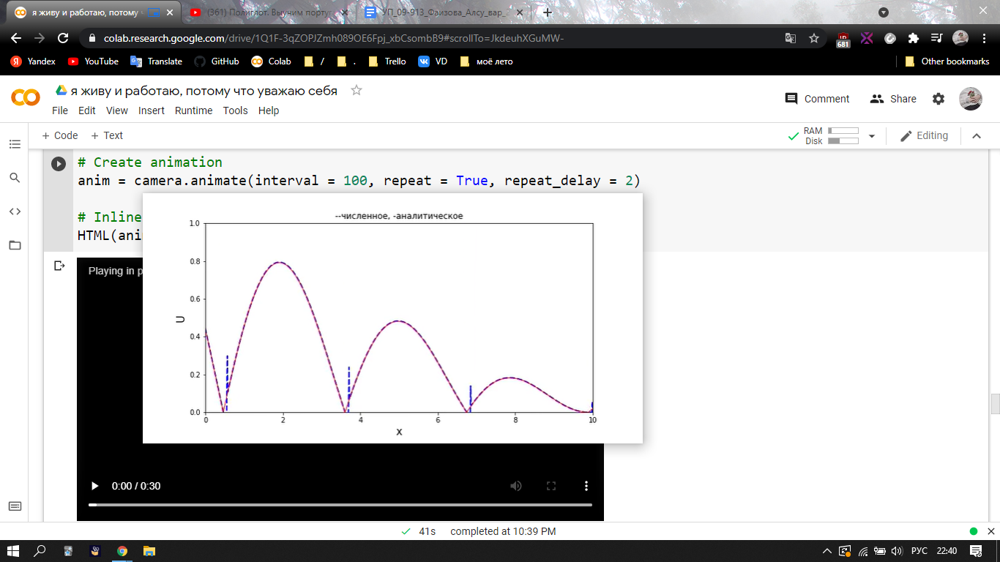 я живу и работаю, потому
(361) Полиглот. Выучим португ
УП_09-913_Фаизова_Алсу_вар_
colab.research.google.com/drive/1Q1F-3qZOPJZmh089OE6Fpj_xbCsombB9#scrollTo=JkdeuhXGuMW-
681
Yandex YouTube Translate GitHub Colab / . Trello VD моё лето Other bookmarks
я живу и работаю, потому что уважаю себя
Comment Share
File Edit View Insert Runtime Tools Help
+ Code + Text
RAM
Disk
Editing
# Create animation
anim = camera.animate(interval = 100, repeat = True, repeat_delay = 2)
# Inline
HTML(ani
Playing in p
--численное, -аналитическое
1.0
0.8
0.6
0.4
0.2
0.0
U
0 2 4 6 8 10
X
0:00 / 0:30
41s completed at 10:39 PM
РУС 22:40